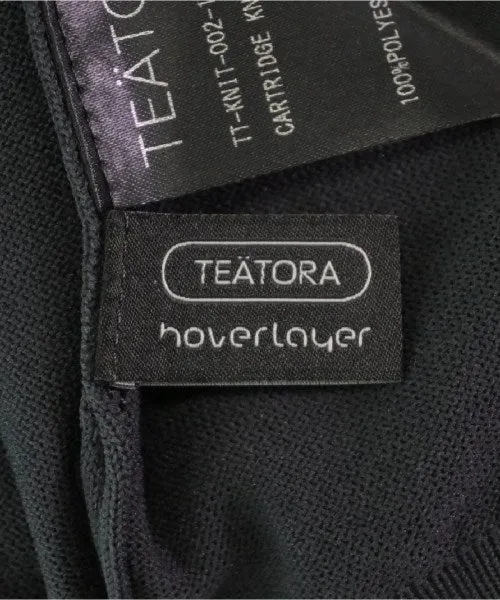 TEÄTORA
hoverlayer
TEÄTO
TT-KNIT-002-
CARTRIDGE KN
100%POLYES